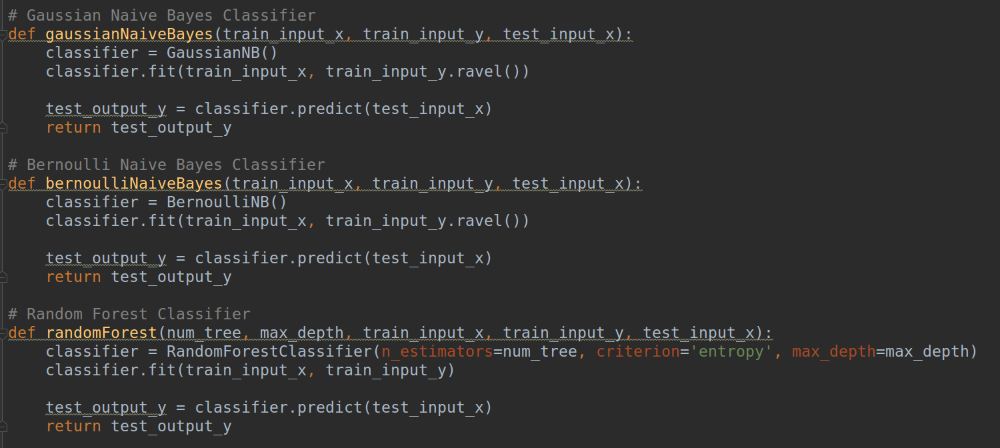 # Gaussian Naive Bayes Classifier
def gaussianNaiveBayes(train_input_x, train_input_y, test_input_x):
    classifier = GaussianNB()
    classifier.fit(train_input_x, train_input_y.ravel())

    test_output_y = classifier.predict(test_input_x)
    return test_output_y

# Bernoulli Naive Bayes Classifier
def bernoulliNaiveBayes(train_input_x, train_input_y, test_input_x):
    classifier = BernoulliNB()
    classifier.fit(train_input_x, train_input_y.ravel())

    test_output_y = classifier.predict(test_input_x)
    return test_output_y

# Random Forest Classifier
def randomForest(num_tree, max_depth, train_input_x, train_input_y, test_input_x):
    classifier = RandomForestClassifier(n_estimators=num_tree, criterion='entropy', max_depth=max_depth)
    classifier.fit(train_input_x, train_input_y)

    test_output_y = classifier.predict(test_input_x)
    return test_output_y